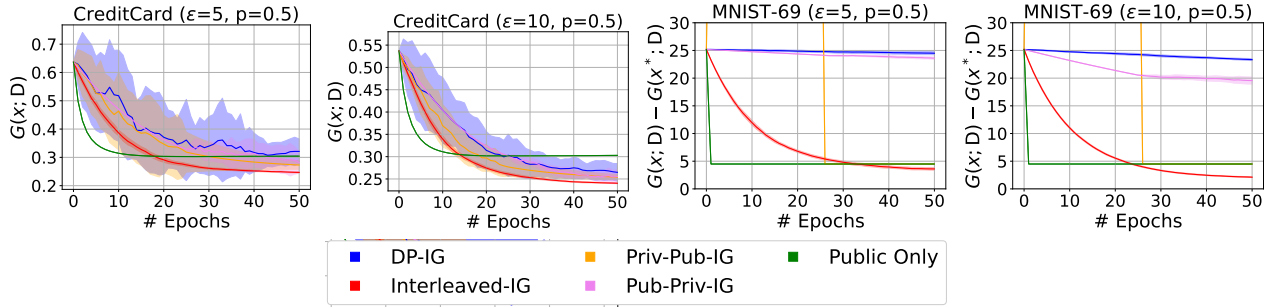 CreditCard (ε=5, p=0.5)
G(x; D)
0.7
0.6
0.5
0.4
0.3
0.2
0 10 20 30 40 50
# Epochs
CreditCard (ε=10, p=0.5)
G(x; D)
0.55
0.50
0.45
0.40
0.35
0.30
0.25
0 10 20 30 40 50
# Epochs
MNIST-69 (ε=5, p=0.5)
G(x; D) − G(x*; D)
30
25
20
15
10
5
0
0 10 20 30 40 50
# Epochs
MNIST-69 (ε=10, p=0.5)
G(x; D) − G(x*; D)
30
25
20
15
10
5
0
0 10 20 30 40 50
# Epochs
DP-IG
Interleaved-IG
Priv-Pub-IG
Pub-Priv-IG
Public Only